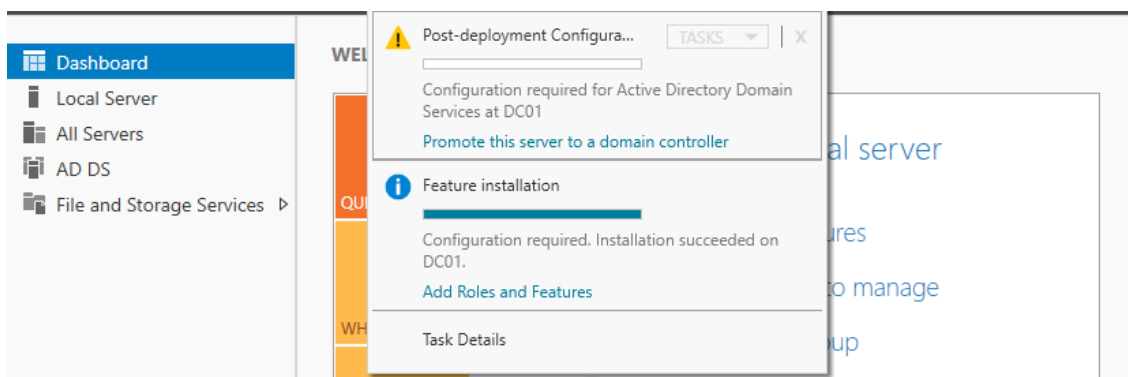 Dashboard
Local Server
All Servers
AD DS
File and Storage Services
WEL
QUI
WH
Post-deployment Configura...
TASKS
X
Configuration required for Active Directory Domain
Services at DC01
Promote this server to a domain controller
Feature installation
Configuration required. Installation succeeded on
DC01.
Add Roles and Features
Task Details
al server
ures
to manage
oup